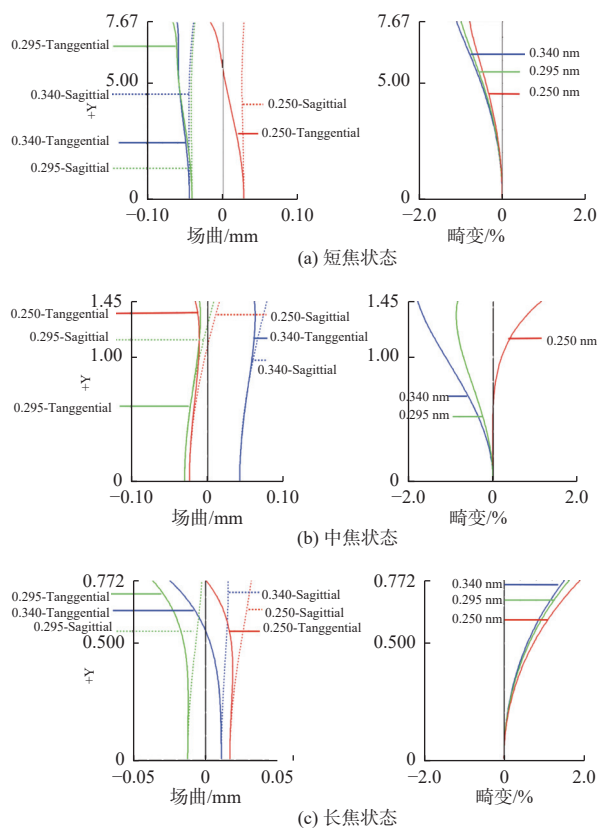 7.67
0.295-Tanggential
5.00
0.340-Sagittial
0.250-Sagittial
+Y
0.340-Tanggential
0.250-Tanggential
0.295-Sagittial
0
−0.10 0 0.10
场曲/mm
7.67
0.340 nm
5.00
0.295 nm
0.250 nm
0
−2.0 0 2.0
畸变/%
(a) 短焦状态
1.45
0.250-Tanggential
0.250-Sagittial
0.295-Sagittial
0.340-Tanggential
1.00
0.340-Sagittial
+Y
0.295-Tanggential
0
−0.10 0 0.10
场曲/mm
1.45
0.250 nm
1.00
0.340 nm
0.295 nm
0
−2.0 0 2.0
畸变/%
(b) 中焦状态
0.772
0.295-Tanggential
0.340-Sagittial
0.340-Tanggential
0.250-Sagittial
0.295-Sagittial
0.250-Tanggential
0.500
+Y
0
−0.05 0 0.05
场曲/mm
0.772
0.340 nm
0.295 nm
0.250 nm
0.500
0
−2.0 0 2.0
畸变/%
(c) 长焦状态